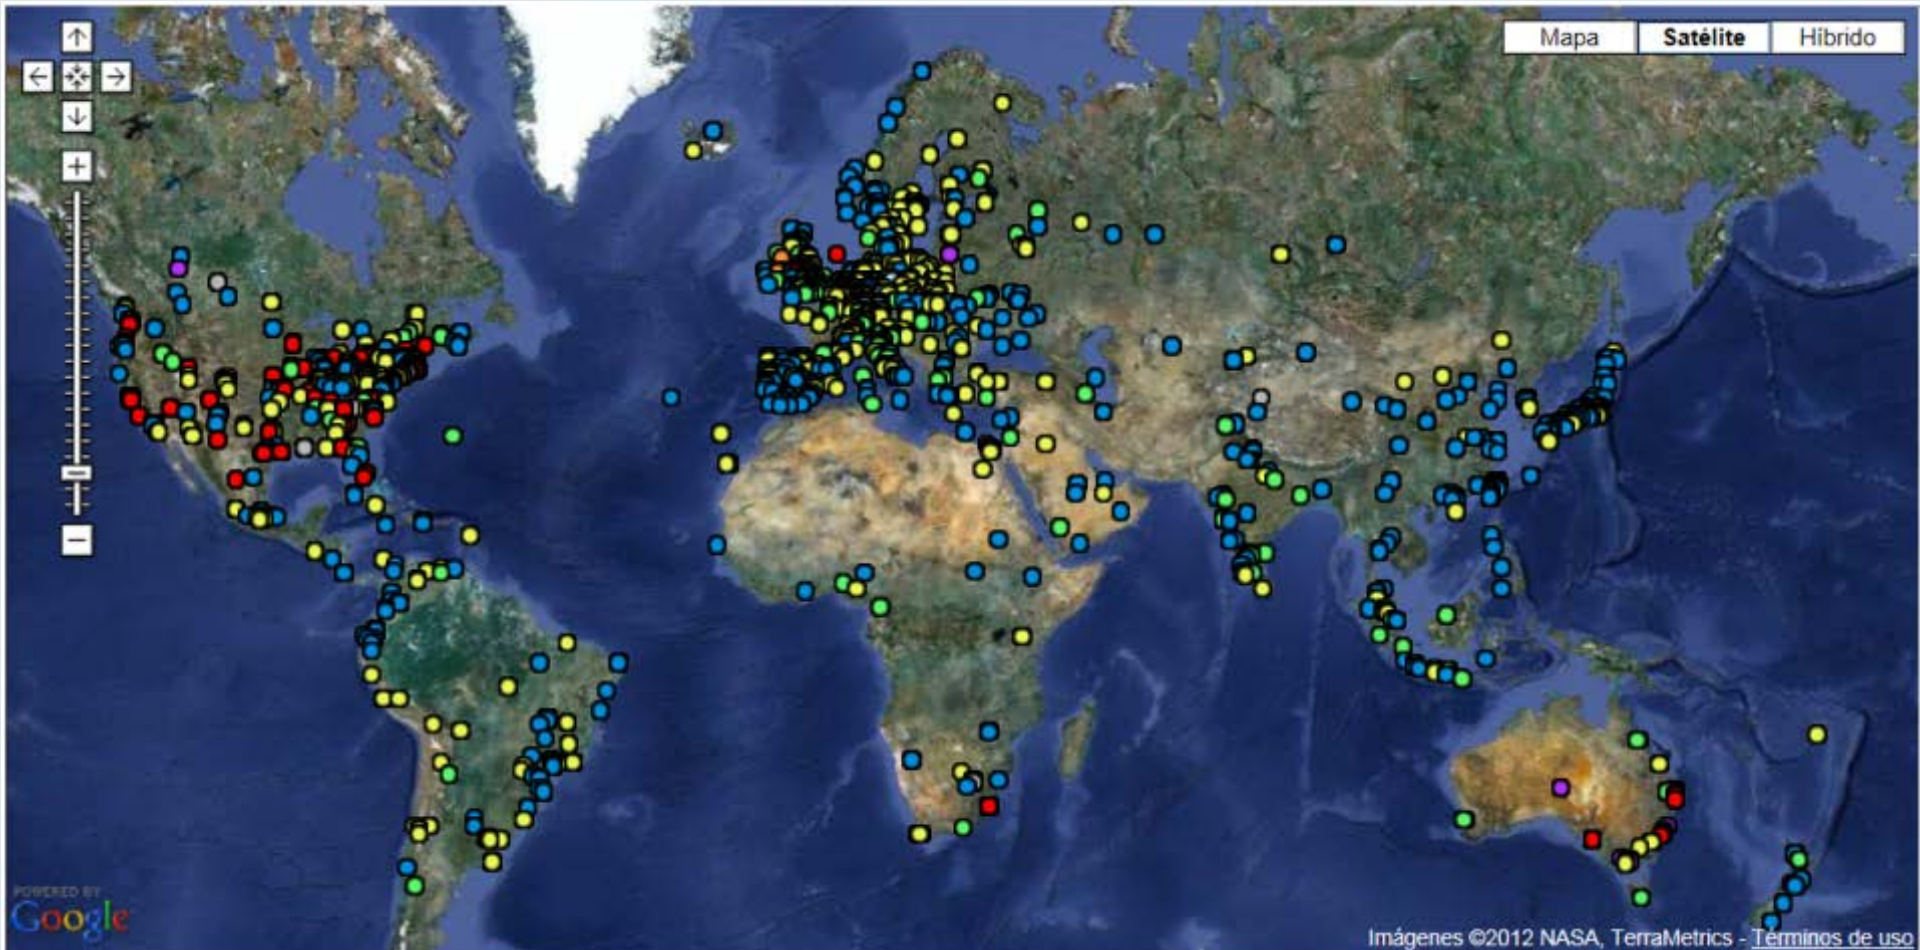 Mapa
Satélite
Híbrido
POWERED BY
Google
Imágenes ©2012 NASA, TerraMetrics - Términos de uso